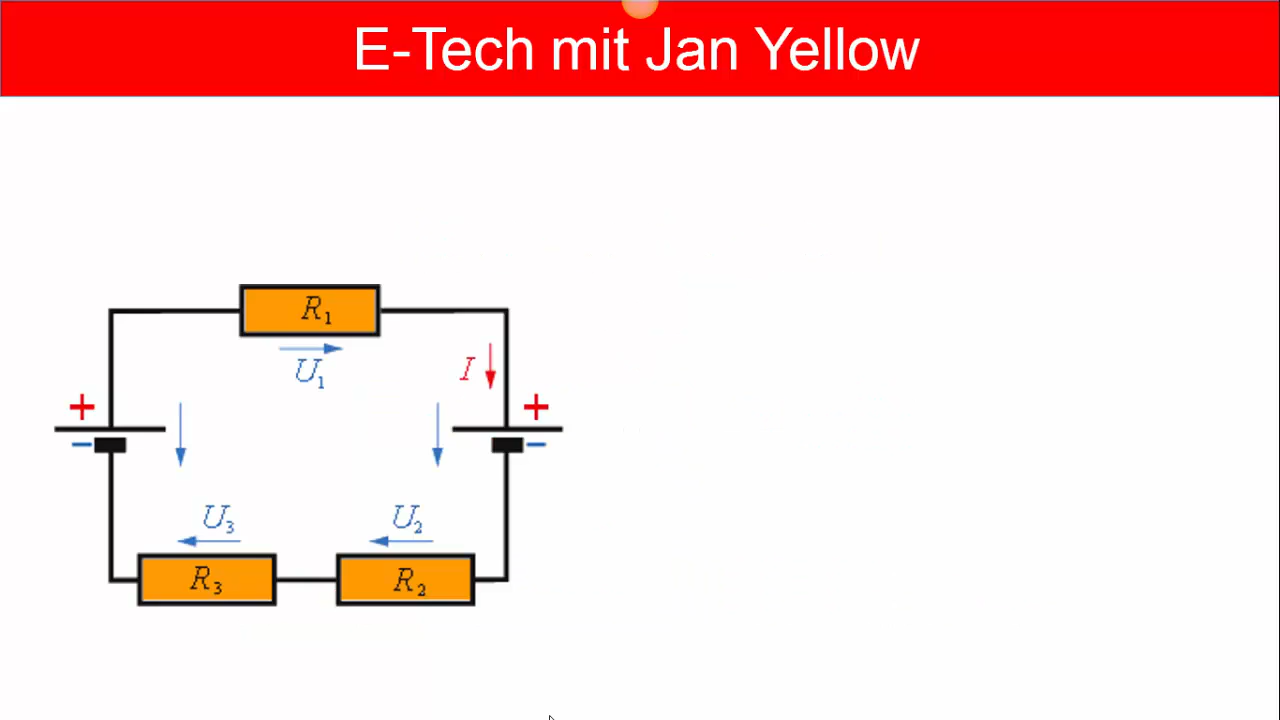 E-Tech mit Jan Yellow
R1
U1
I
+
+
−
−
U3
U2
R3
R2